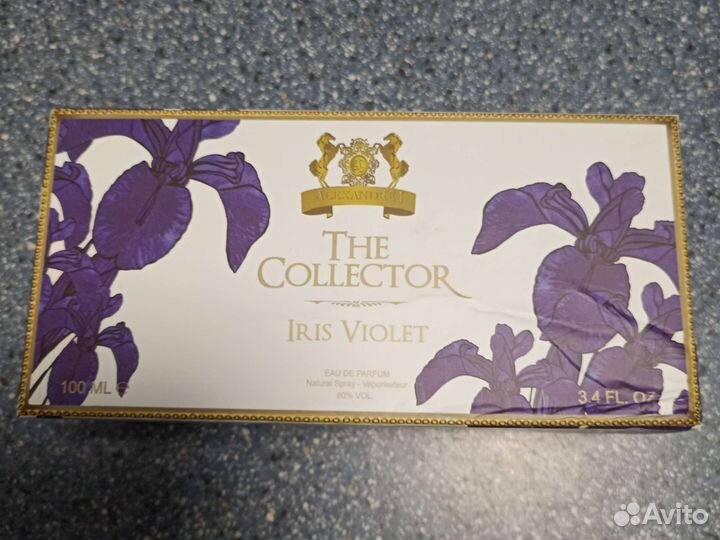 ALEXANDRE.J
THE
COLLECTOR
IRIS VIOLET
EAU DE PARFUM
Natural Spray - Vaporisateur
80% VOL.
100 ML ℮
3.4 FL. OZ
Avito